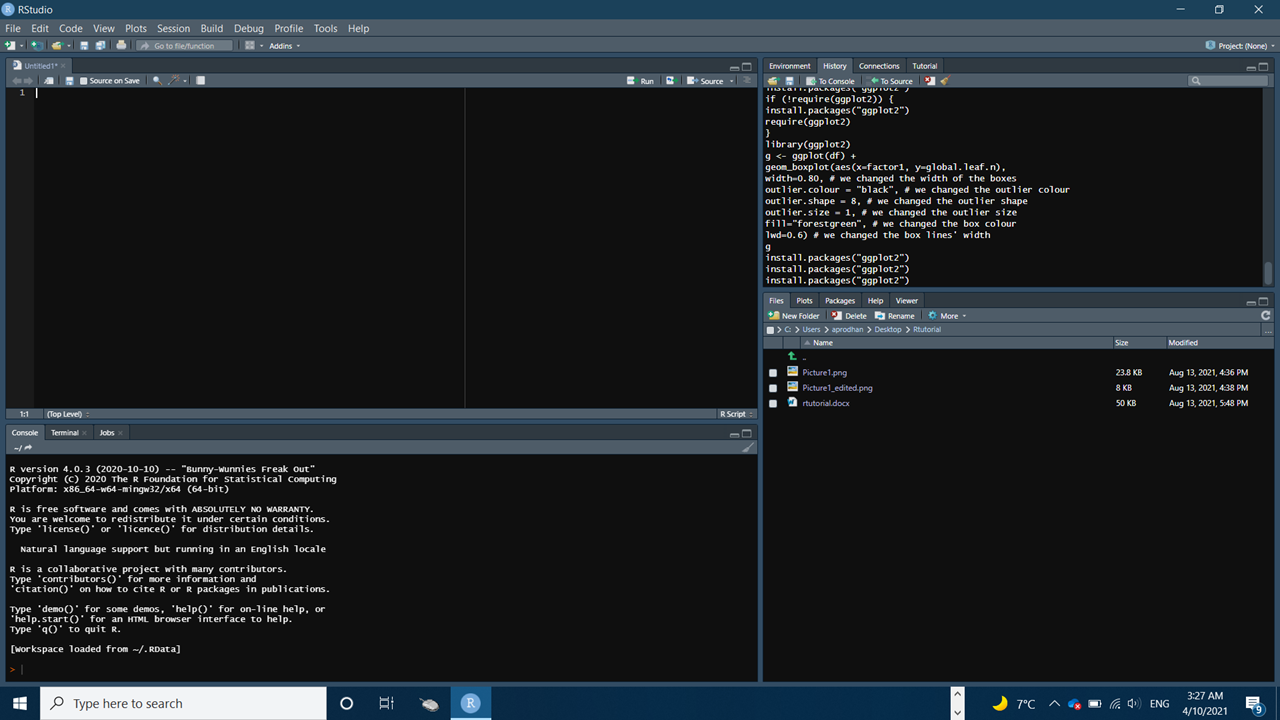 RStudio
File Edit Code View Plots Session Build Debug Profile Tools Help
Go to file/function Addins Project: (None)
Untitled1*
Source on Save Run Source
1
1:1 (Top Level) R Script
Console Terminal Jobs
~/
R version 4.0.3 (2020-10-10) -- "Bunny-Wunnies Freak Out"
Copyright (C) 2020 The R Foundation for Statistical Computing
Platform: x86_64-w64-mingw32/x64 (64-bit)
R is free software and comes with ABSOLUTELY NO WARRANTY.
You are welcome to redistribute it under certain conditions.
Type 'license()' or 'licence()' for distribution details.
Natural language support but running in an English locale
R is a collaborative project with many contributors.
Type 'contributors()' for more information and
'citation()' on how to cite R or R packages in publications.
Type 'demo()' for some demos, 'help()' for on-line help, or
'help.start()' for an HTML browser interface to help.
Type 'q()' to quit R.
[Workspace loaded from ~/.RData]
>
Environment History Connections Tutorial
To Console To Source
install.packages("ggplot2")
if (!require(ggplot2)) {
install.packages("ggplot2")
require(ggplot2)
}
library(ggplot2)
g <- ggplot(df) +
geom_boxplot(aes(x=factor1, y=global.leaf.n),
width=0.80, # we changed the width of the boxes
outlier.colour = "black", # we changed the outlier colour
outlier.shape = 8, # we changed the outlier shape
outlier.size = 1, # we changed the outlier size
fill="forestgreen", # we changed the box colour
lwd=0.6) # we changed the box lines' width
g
install.packages("ggplot2")
install.packages("ggplot2")
install.packages("ggplot2")
Files Plots Packages Help Viewer
New Folder Delete Rename More
C: > Users > aprodhan > Desktop > Rtutorial ...
Name Size Modified
..
Picture1.png 23.8 KB Aug 13, 2021, 4:36 PM
Picture1_edited.png 8 KB Aug 13, 2021, 4:38 PM
rtutorial.docx 50 KB Aug 13, 2021, 5:48 PM
Type here to search
R
7°C
ENG
3:27 AM
4/10/2021
9